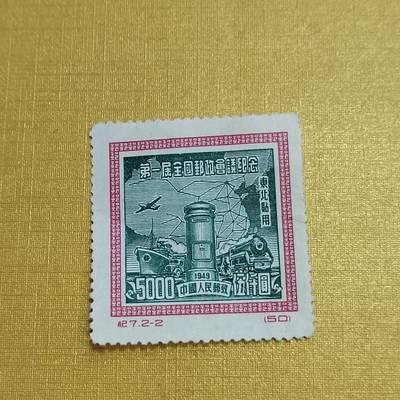 第一届全國郵政會議紀念
東北貼用
1949
5000
中國人民郵政
伍仟圓
紀7.2-2
(50)